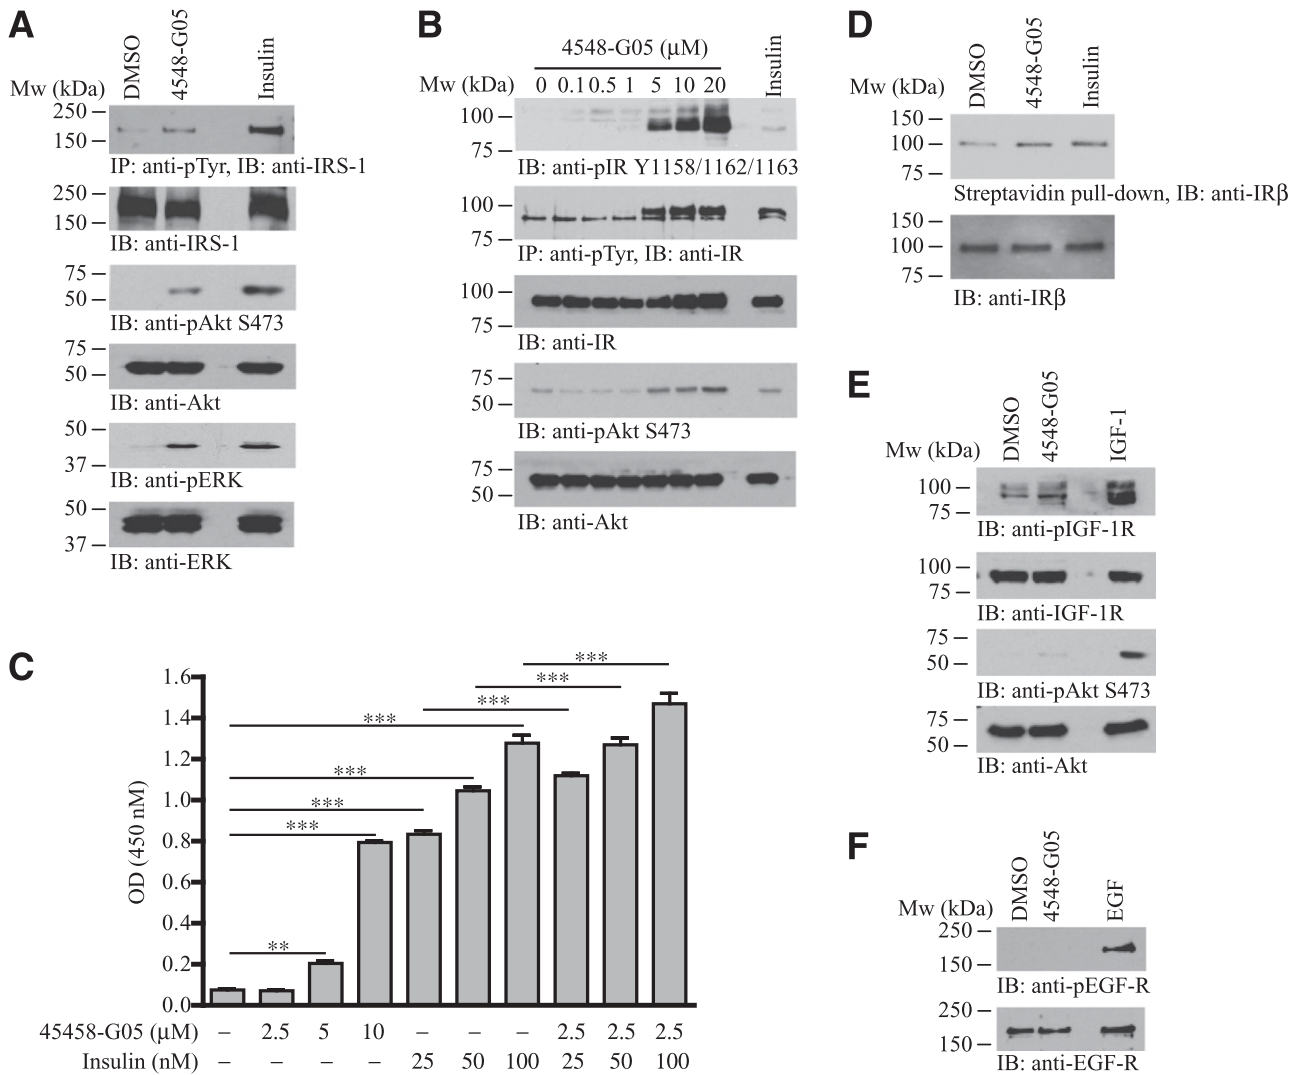 A
DMSO
4548-G05
Insulin
Mw (kDa)
250
150
IP: anti-pTyr, IB: anti-IRS-1
250
150
IB: anti-IRS-1
75
50
IB: anti-pAkt S473
75
50
IB: anti-Akt
50
37
IB: anti-pERK
50
37
IB: anti-ERK
B
4548-G05 (µM)
Insulin
Mw (kDa) 0 0.1 0.5 1 5 10 20
100
75
IB: anti-pIR Y1158/1162/1163
100
75
IP: anti-pTyr, IB: anti-IR
100
75
IB: anti-IR
75
50
IB: anti-pAkt S473
75
50
IB: anti-Akt
C
1.6
1.4
1.2
1.0
0.8
0.6
0.4
0.2
0.0
OD (450 nM)
**
***
***
***
***
***
***
***
45458-G05 (µM) – 2.5 5 10 – – – 2.5 2.5 2.5
Insulin (nM) – – – – 25 50 100 25 50 100
D
DMSO
4548-G05
Insulin
Mw (kDa)
150
100
75
Streptavidin pull-down, IB: anti-IRβ
150
100
75
IB: anti-IRβ
E
DMSO
4548-G05
IGF-1
Mw (kDa)
100
75
IB: anti-pIGF-1R
100
75
IB: anti-IGF-1R
75
50
IB: anti-pAkt S473
75
50
IB: anti-Akt
F
DMSO
4548-G05
EGF
Mw (kDa)
250
150
IB: anti-pEGF-R
250
150
IB: anti-EGF-R